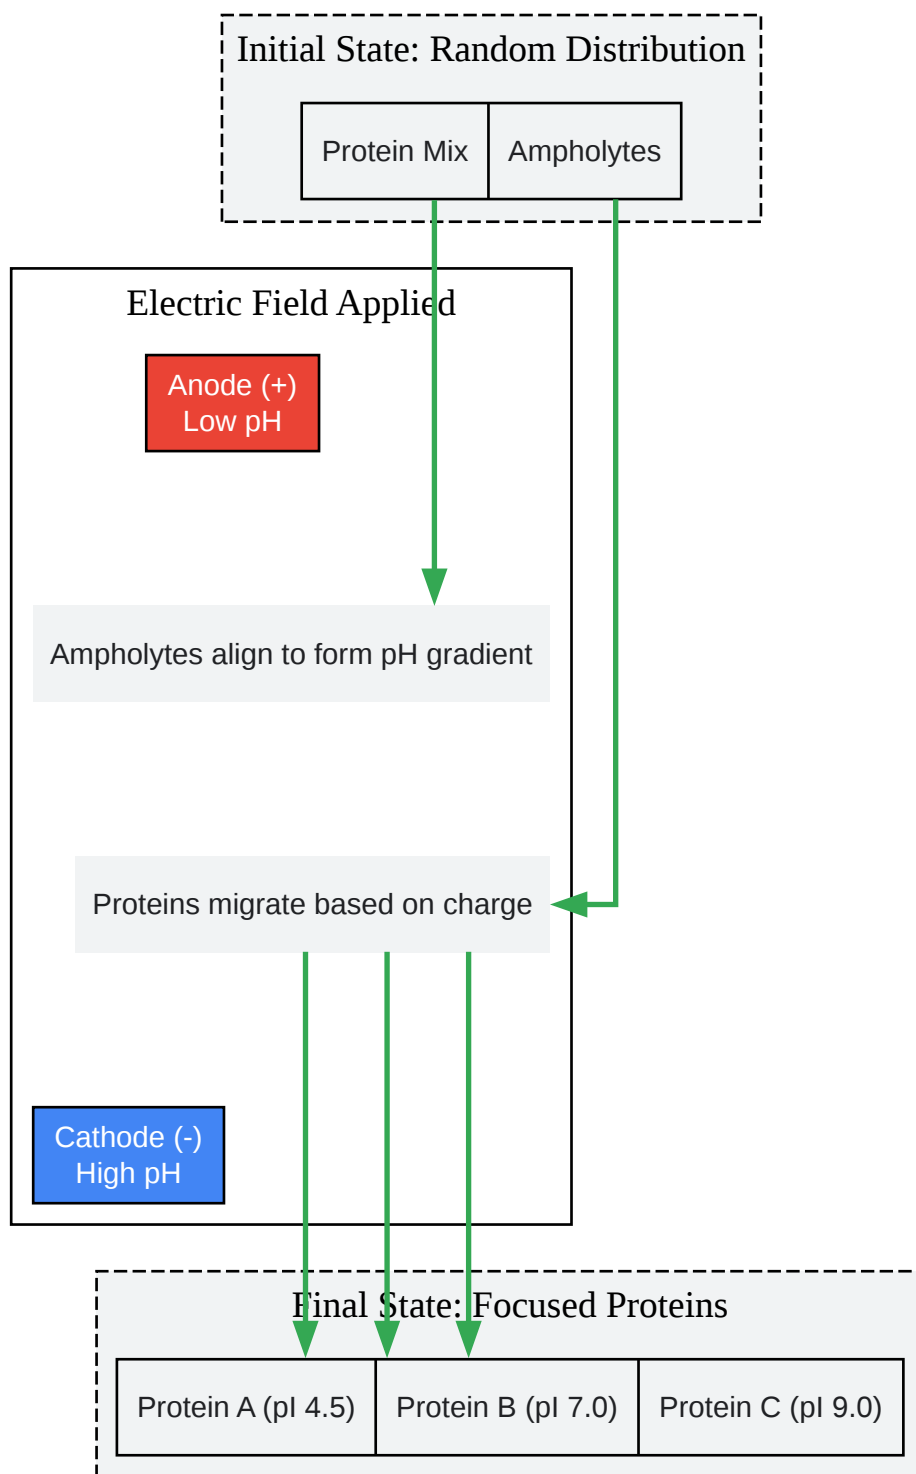 Initial State: Random Distribution
Protein Mix
Ampholytes
Electric Field Applied
Anode (+)
Low pH
Ampholytes align to form pH gradient
Proteins migrate based on charge
Cathode (-)
High pH
Final State: Focused Proteins
Protein A (pI 4.5)
Protein B (pI 7.0)
Protein C (pI 9.0)